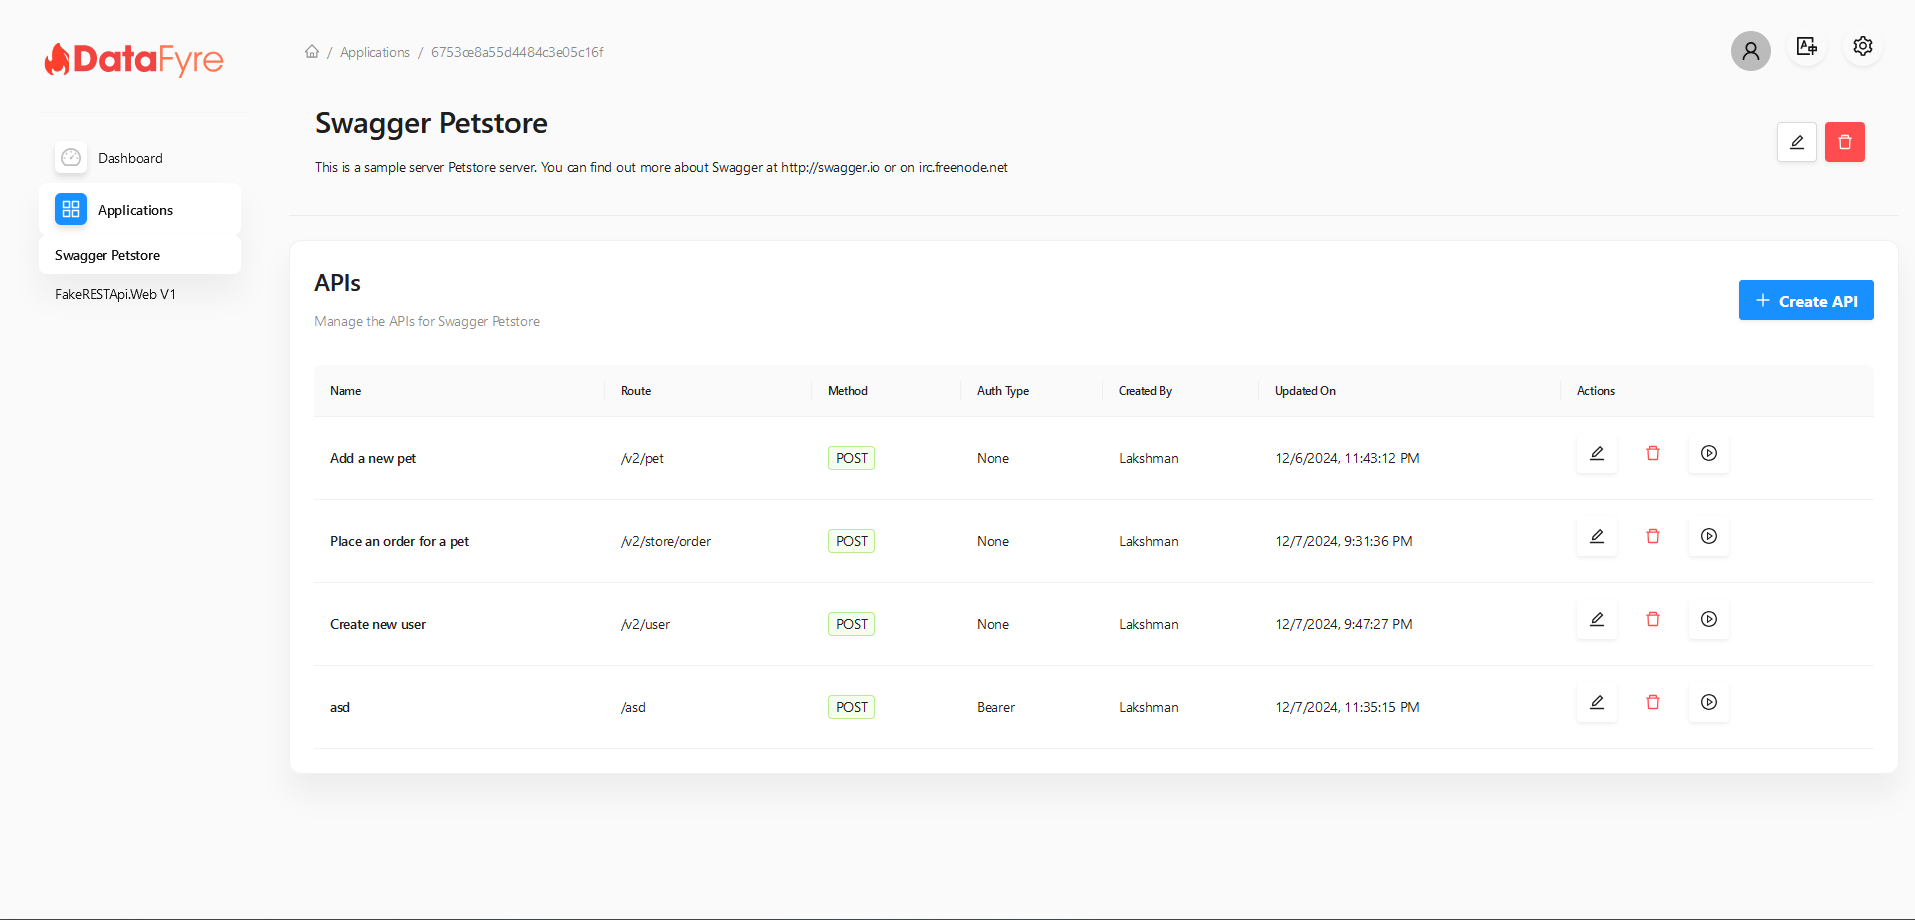 DataFyre
/ Applications / 6753ce8a55d4484c3e05c16f
Swagger Petstore
This is a sample server Petstore server. You can find out more about Swagger at http://swagger.io or on irc.freenode.net
Dashboard
Applications
Swagger Petstore
FakeRESTApi.Web V1
APIs
Manage the APIs for Swagger Petstore
Create API
Name Route Method Auth Type Created By Updated On Actions
Add a new pet /v2/pet POST None Lakshman 12/6/2024, 11:43:12 PM
Place an order for a pet /v2/store/order POST None Lakshman 12/7/2024, 9:31:36 PM
Create new user /v2/user POST None Lakshman 12/7/2024, 9:47:27 PM
asd /asd POST Bearer Lakshman 12/7/2024, 11:35:15 PM